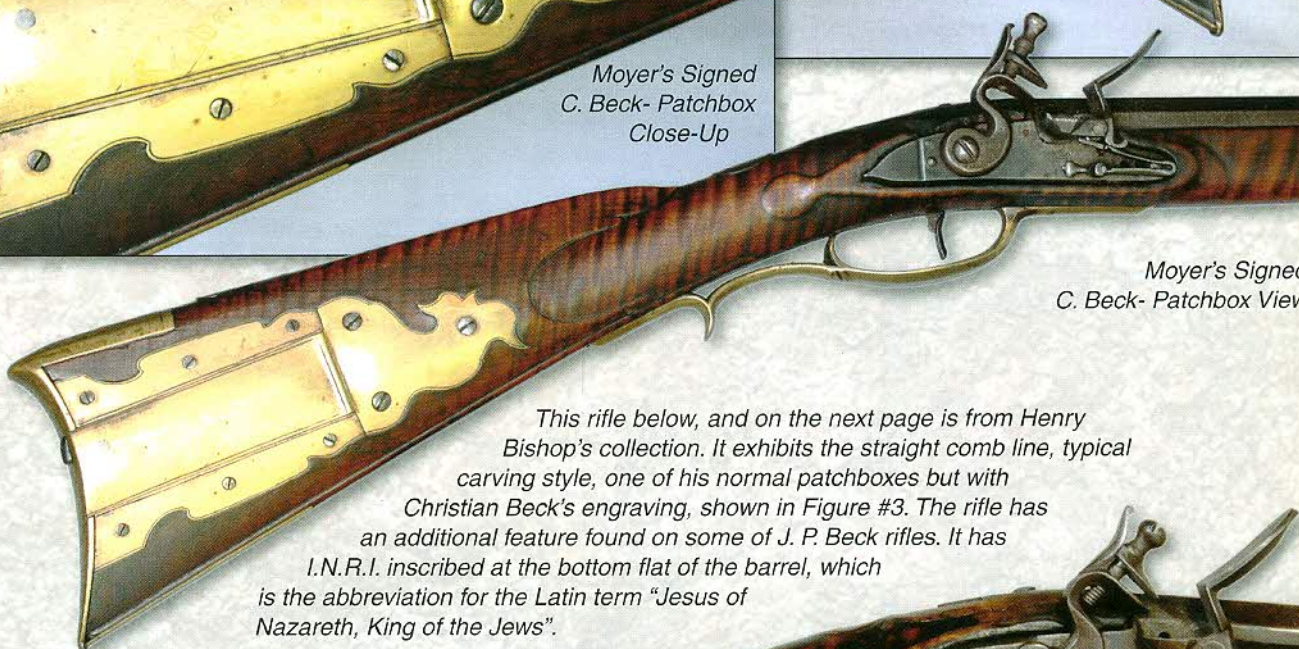 Moyer's Signed
C. Beck- Patchbox
Close-Up
Moyer's Signed
C. Beck- Patchbox View
This rifle below, and on the next page is from Henry
Bishop's collection. It exhibits the straight comb line, typical
carving style, one of his normal patchboxes but with
Christian Beck's engraving, shown in Figure #3. The rifle has
an additional feature found on some of J. P. Beck rifles. It has
I.N.R.I. inscribed at the bottom flat of the barrel, which
is the abbreviation for the Latin term “Jesus of
Nazareth, King of the Jews”.